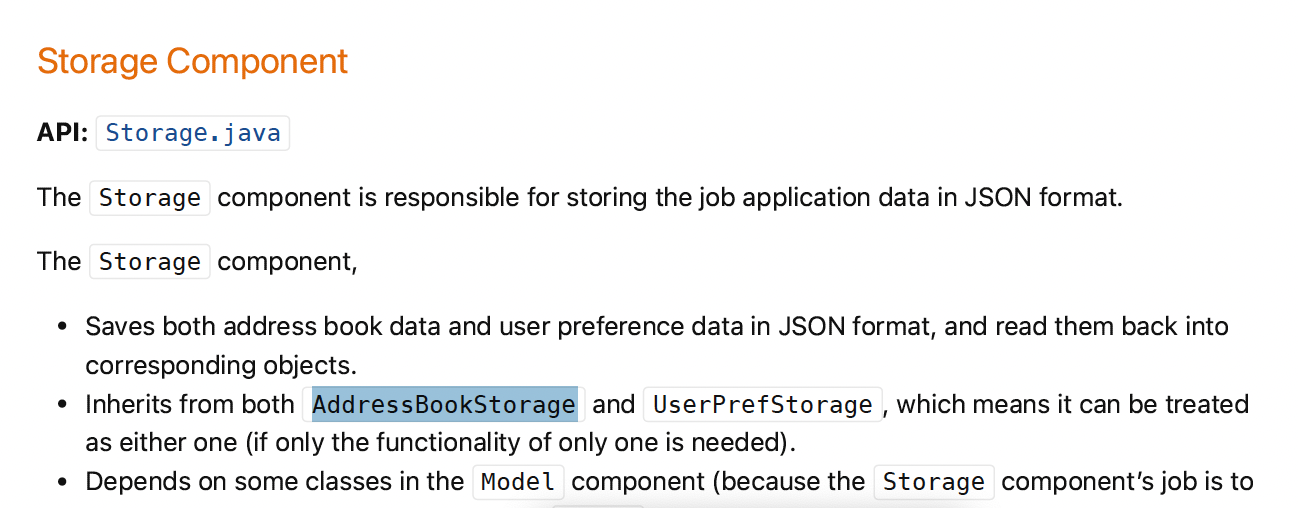 Storage Component
API: Storage.java
The Storage component is responsible for storing the job application data in JSON format.
The Storage component,
• Saves both address book data and user preference data in JSON format, and read them back into
corresponding objects.
• Inherits from both AddressBookStorage and UserPrefStorage, which means it can be treated
as either one (if only the functionality of only one is needed).
• Depends on some classes in the Model component (because the Storage component's job is to